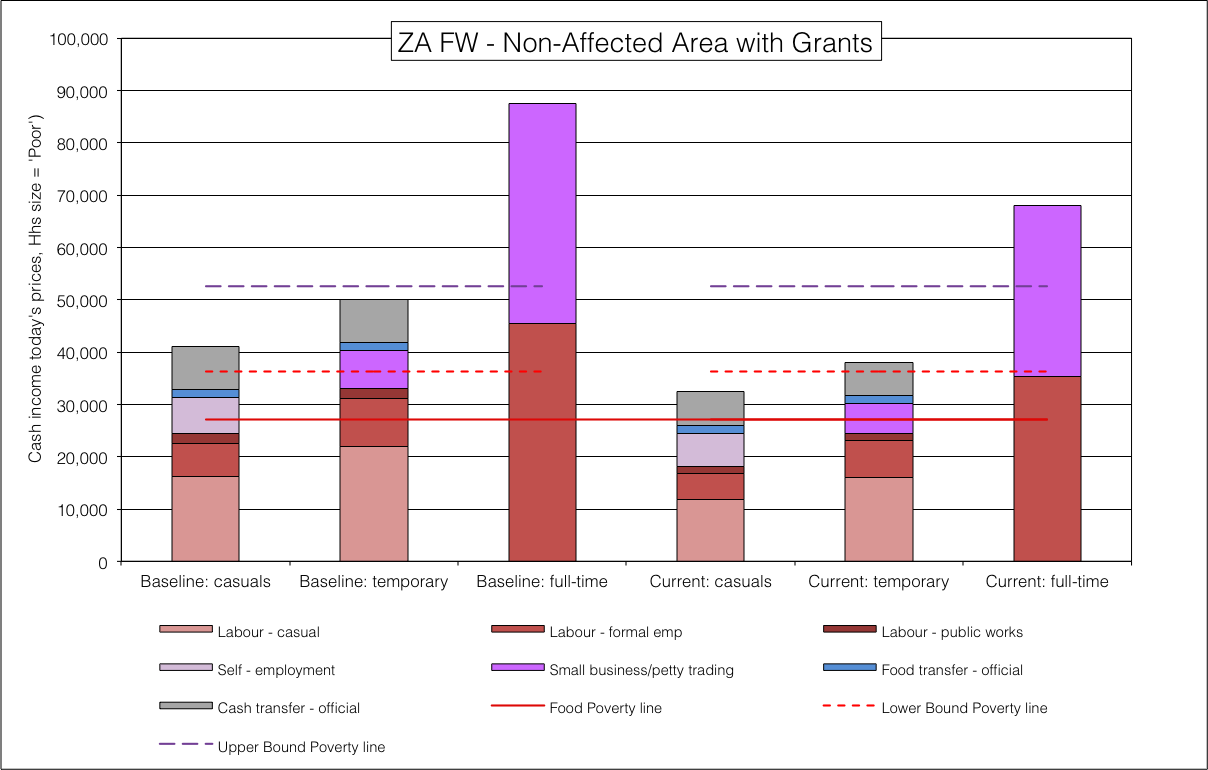 ZA FW - Non-Affected Area with Grants
Cash income today's prices, Hhs size = 'Poor')
100,000
90,000
80,000
70,000
60,000
50,000
40,000
30,000
20,000
10,000
0
Baseline: casuals Baseline: temporary Baseline: full-time Current: casuals Current: temporary Current: full-time
Labour - casual Labour - formal emp Labour - public works
Self - employment Small business/petty trading Food transfer - official
Cash transfer - official Food Poverty line Lower Bound Poverty line
Upper Bound Poverty line